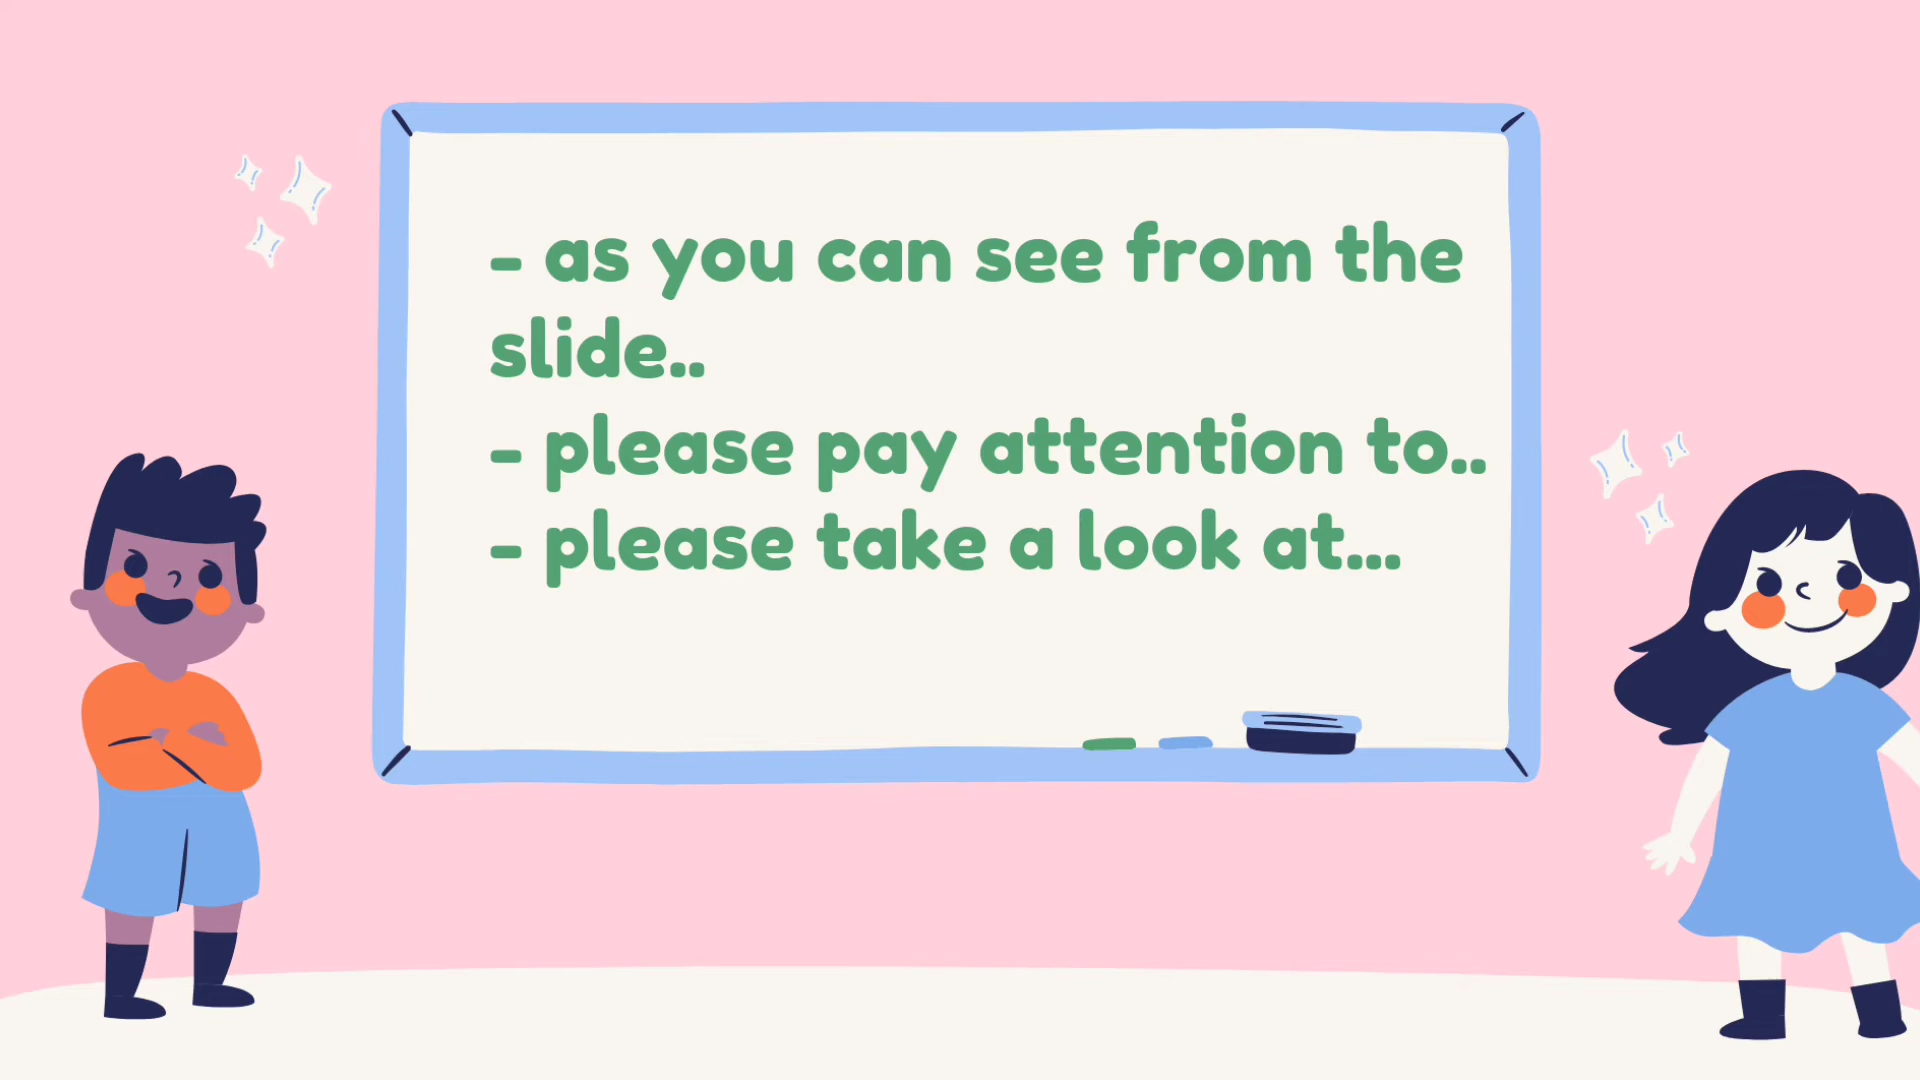 - as you can see from the
slide..
- please pay attention to..
- please take a look at...